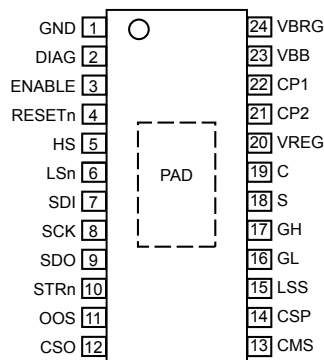 GND 1 24 VBRG
DIAG 2 23 VBB
ENABLE 3 22 CP1
RESETn 4 21 CP2
HS 5 20 VREG
LSn 6 19 C
PAD
SDI 7 18 S
SCK 8 17 GH
SDO 9 16 GL
STRn 10 15 LSS
OOS 11 14 CSP
CSO 12 13 CMS